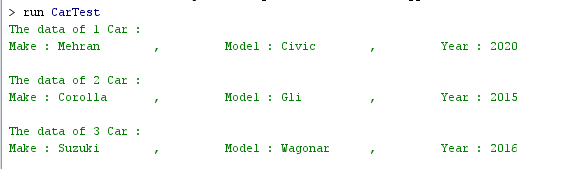 > run CarTest
The data of 1 Car :
Make : Mehran , Model : Civic , Year : 2020
The data of 2 Car :
Make : Corolla , Model : Gli , Year : 2015
The data of 3 Car :
Make : Suzuki , Model : Wagonar , Year : 2016